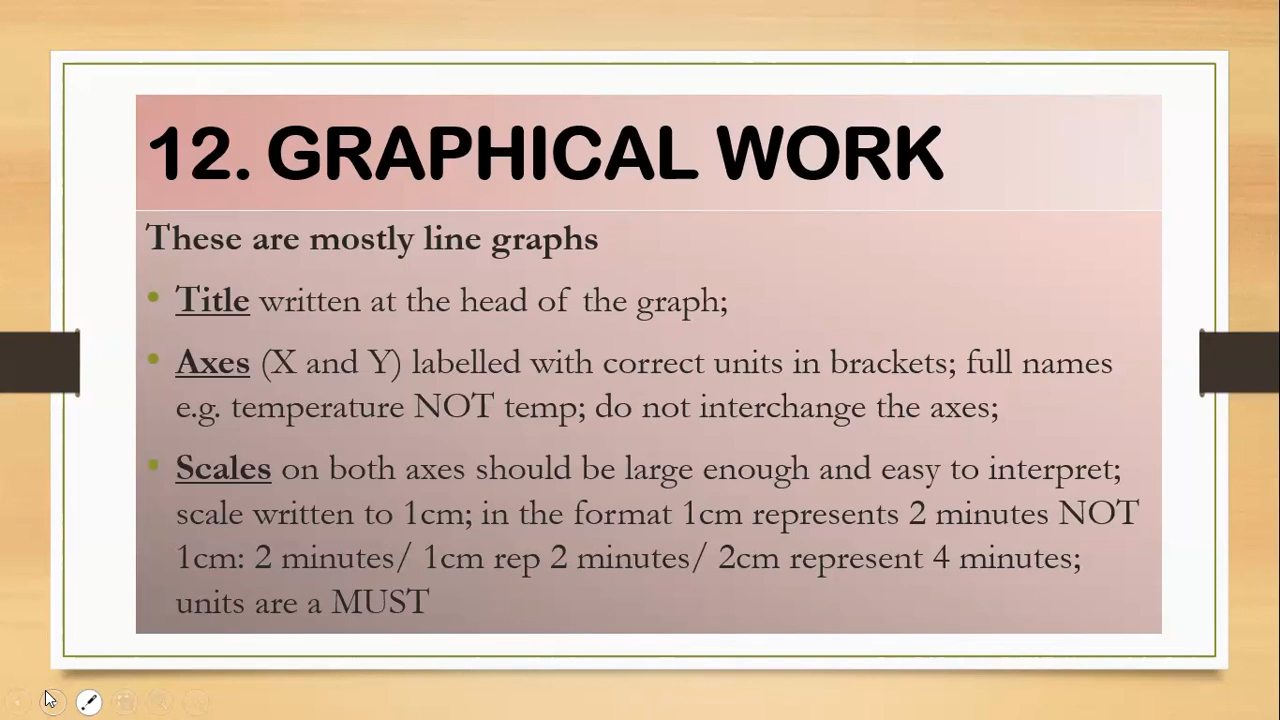 12. GRAPHICAL WORK
These are mostly line graphs
• Title written at the head of the graph;
• Axes (X and Y) labelled with correct units in brackets; full names
e.g. temperature NOT temp; do not interchange the axes;
• Scales on both axes should be large enough and easy to interpret;
scale written to 1cm; in the format 1cm represents 2 minutes NOT
1cm: 2 minutes/ 1cm rep 2 minutes/ 2cm represent 4 minutes;
units are a MUST